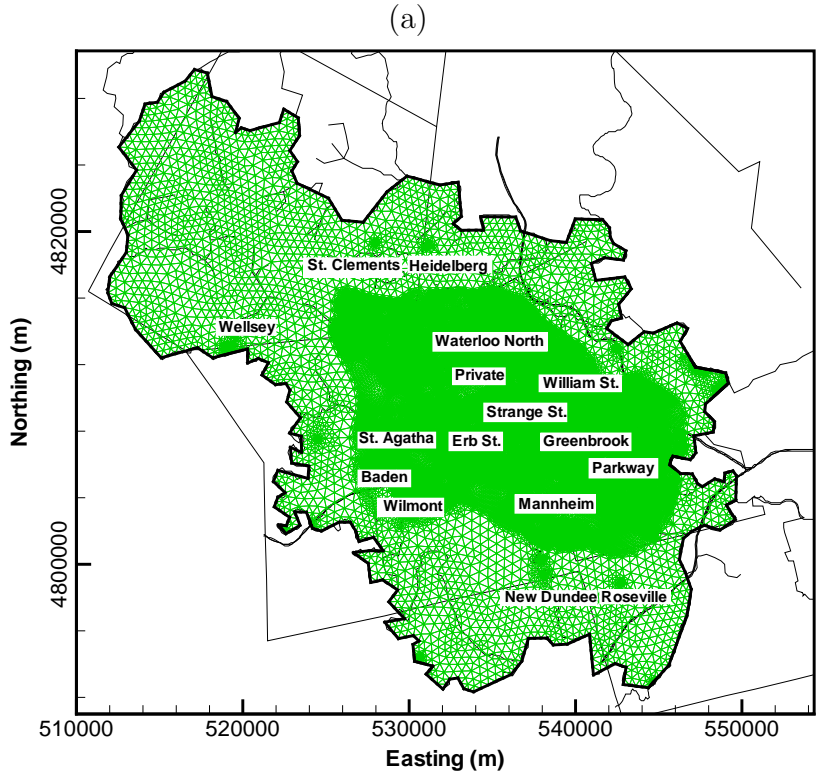 (a)
4820000
4800000
Northing (m)
St. Clements
Heidelberg
Wellsey
Waterloo North
Private
William St.
Strange St.
St. Agatha
Erb St.
Greenbrook
Parkway
Baden
Wilmont
Mannheim
New Dundee
Roseville
510000
520000
530000
540000
550000
Easting (m)